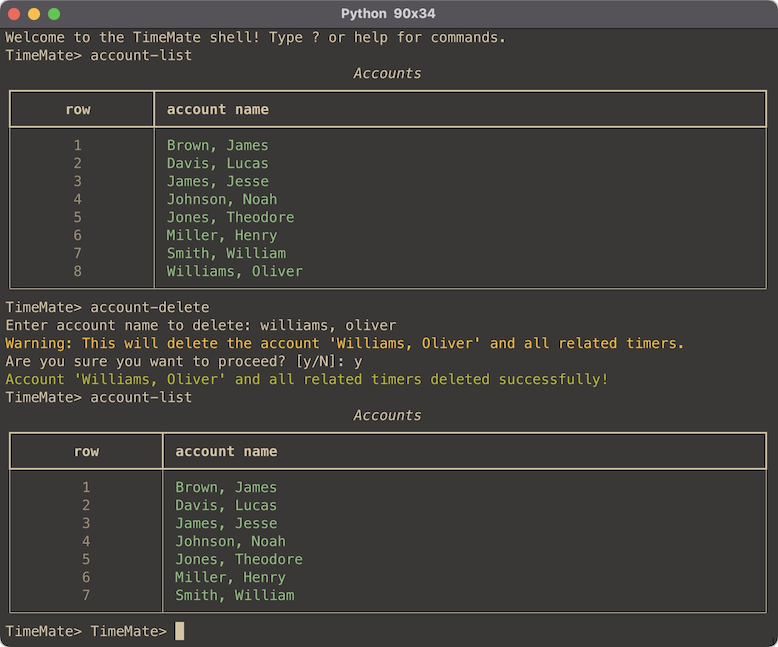 Python 90x34
Welcome to the TimeMate shell! Type ? or help for commands.
TimeMate> account-list
Accounts
row account name
1 Brown, James
2 Davis, Lucas
3 James, Jesse
4 Johnson, Noah
5 Jones, Theodore
6 Miller, Henry
7 Smith, William
8 Williams, Oliver
TimeMate> account-delete
Enter account name to delete: williams, oliver
Warning: This will delete the account 'Williams, Oliver' and all related timers.
Are you sure you want to proceed? [y/N]: y
Account 'Williams, Oliver' and all related timers deleted successfully!
TimeMate> account-list
Accounts
row account name
1 Brown, James
2 Davis, Lucas
3 James, Jesse
4 Johnson, Noah
5 Jones, Theodore
6 Miller, Henry
7 Smith, William
TimeMate> TimeMate>